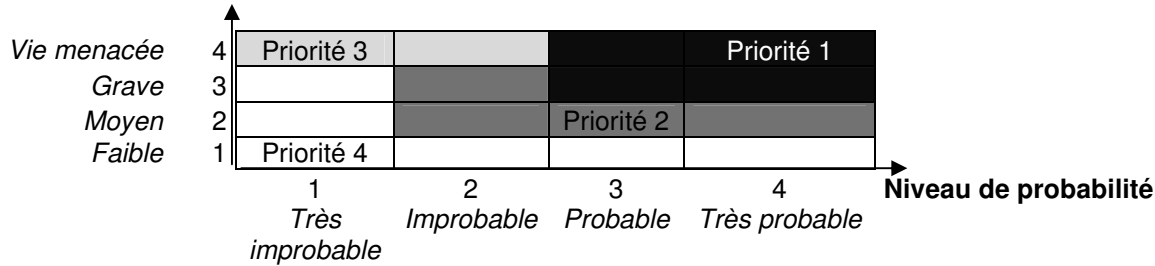 Vie menacée 4 Priorité 3 Priorité 1
Grave 3
Moyen 2 Priorité 2
Faible 1 Priorité 4
1 2 3 4 Niveau de probabilité
Très Improbable Probable Très probable
improbable